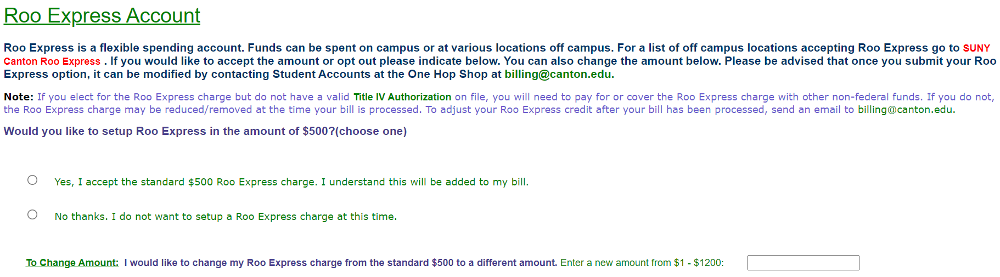 Roo Express Account
Roo Express is a flexible spending account. Funds can be spent on campus or at various locations off campus. For a list of off campus locations accepting Roo Express go to SUNY
Canton Roo Express . If you would like to accept the amount or opt out please indicate below. You can also change the amount below. Please be advised that once you submit your Roo
Express option, it can be modified by contacting Student Accounts at the One Hop Shop at billing@canton.edu.
Note: If you elect for the Roo Express charge but do not have a valid Title IV Authorization on file, you will need to pay for or cover the Roo Express charge with other non-federal funds. If you do not,
the Roo Express charge may be reduced/removed at the time your bill is processed. To adjust your Roo Express credit after your bill has been processed, send an email to billing@canton.edu.
Would you like to setup Roo Express in the amount of $500?(choose one)
Yes, I accept the standard $500 Roo Express charge. I understand this will be added to my bill.
No thanks. I do not want to setup a Roo Express charge at this time.
To Change Amount: I would like to change my Roo Express charge from the standard $500 to a different amount. Enter a new amount from $1 - $1200: